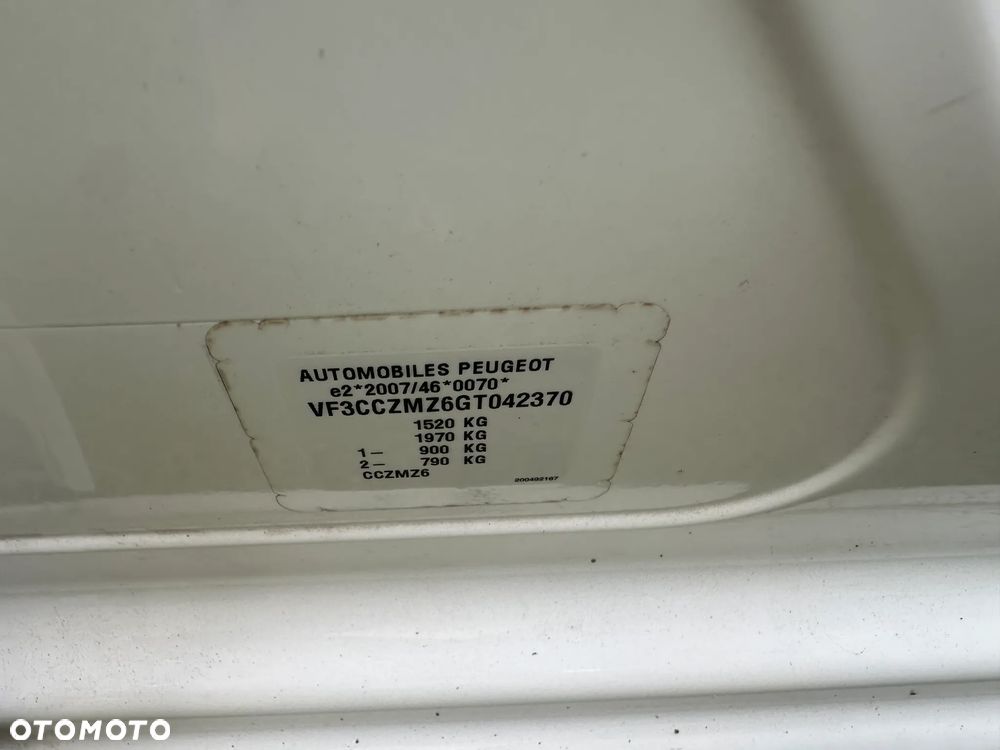 AUTOMOBILES PEUGEOT
e2*2007/46*0070*
VF3CCZMZ6GT042370
1520 KG
1970 KG
1— 900 KG
2— 790 KG
CCZMZ6
200492167
OTOMOTO